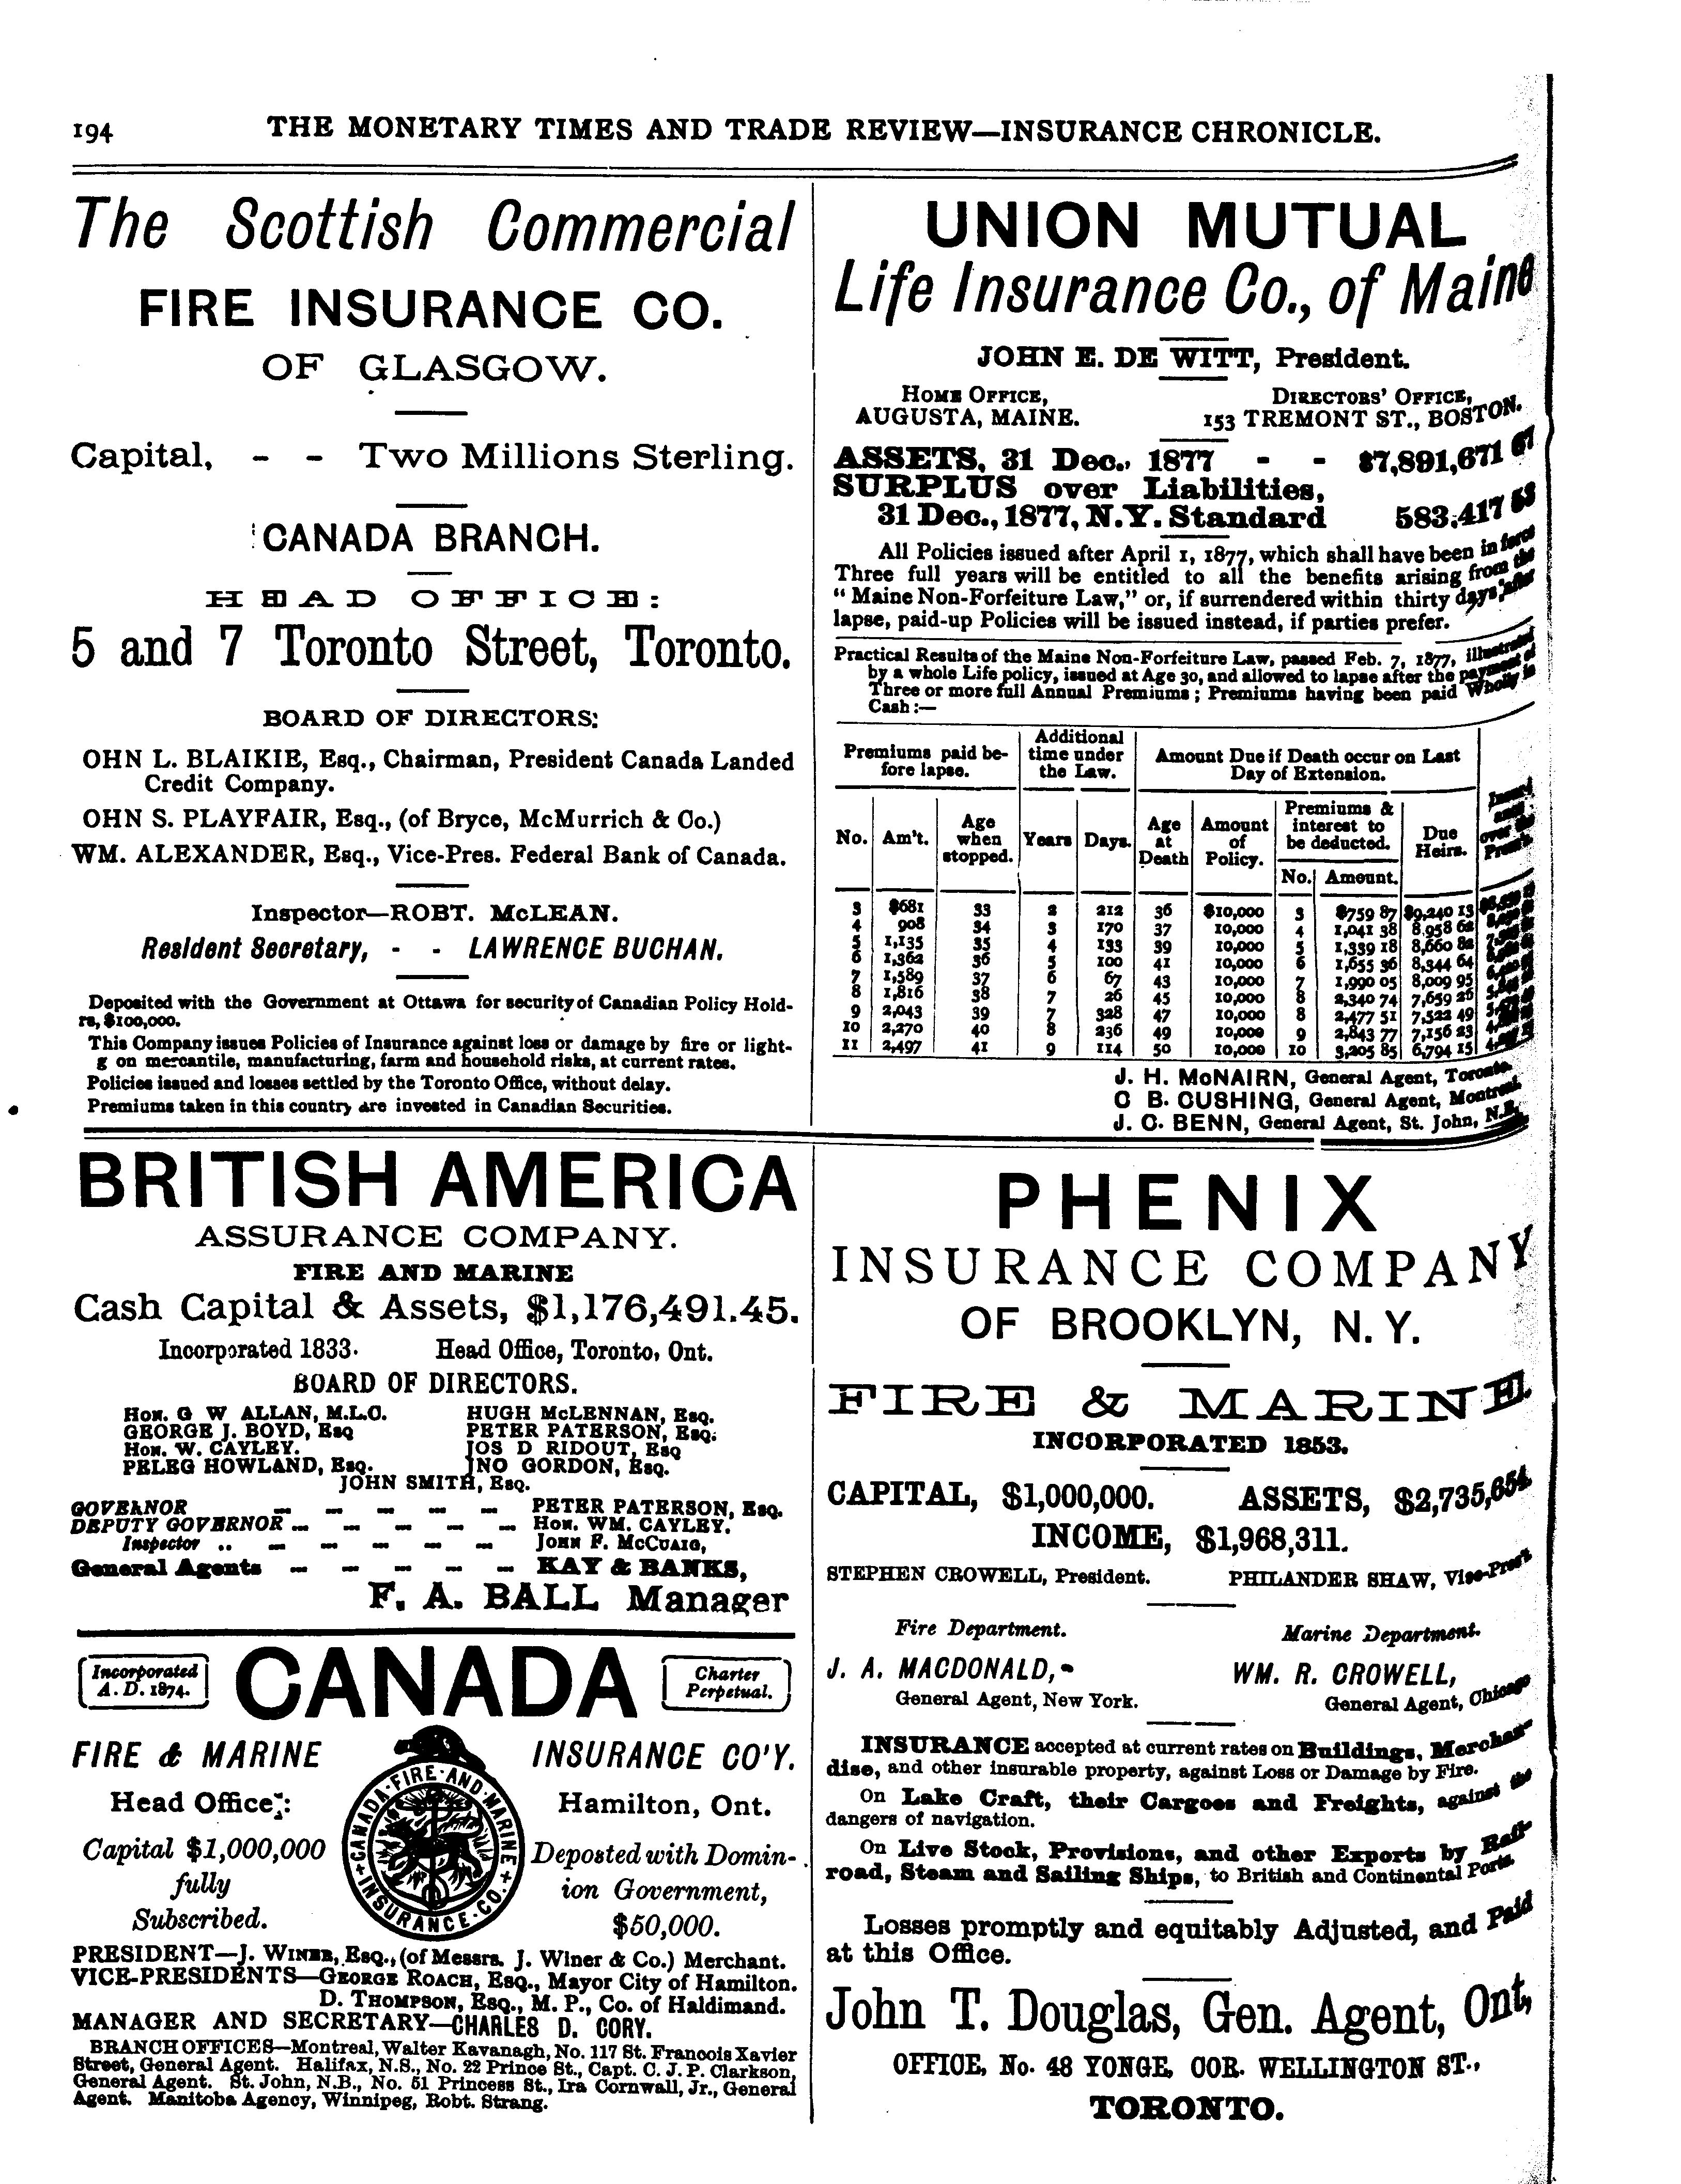 194 THE MONETARY TIMES AND TRADE REVIEW—INSURANCE CHRONICLE.
The Scottish Commercial
FIRE INSURANCE CO.
OF GLASGOW.
Capital, - - Two Millions Sterling.
CANADA BRANCH.
HEAD OFFICE:
5 and 7 Toronto Street, Toronto.
BOARD OF DIRECTORS:
OHN L. BLAIKIE, Esq., Chairman, President Canada Landed
Credit Company.
OHN S. PLAYFAIR, Esq., (of Bryce, McMurrich & Co.)
WM. ALEXANDER, Esq., Vice-Pres. Federal Bank of Canada.
Inspector—ROBT. McLEAN.
Resident Secretary, - - LAWRENCE BUCHAN.
Deposited with the Government at Ottawa for security of Canadian Policy Hold-
rs, $100,000.
This Company issues Policies of Insurance against loss or damage by fire or light-
g on mercantile, manufacturing, farm and household risks, at current rates.
Policies issued and losses settled by the Toronto Office, without delay.
Premiums taken in this country are invested in Canadian Securities.
UNION MUTUAL
Life Insurance Co., of Maine
JOHN E. DE WITT, President.
HOME OFFICE, DIRECTORS' OFFICE,
AUGUSTA, MAINE. 153 TREMONT ST., BOSTON.
ASSETS, 31 Dec., 1877 - - $7,891,671 67
SURPLUS over Liabilities,
31 Dec., 1877, N.Y. Standard 583,417 53
All Policies issued after April 1, 1877, which shall have been in force
Three full years will be entitled to all the benefits arising from the
"Maine Non-Forfeiture Law," or, if surrendered within thirty days after
lapse, paid-up Policies will be issued instead, if parties prefer.
Practical Results of the Maine Non-Forfeiture Law, passed Feb. 7, 1877, illustrated
by a whole Life policy, issued at Age 30, and allowed to lapse after the payment of
Three or more full Annual Premiums; Premiums having been paid Wholly in
Cash:—
Premiums paid before lapse. Additional time under the Law. Amount Due if Death occur on Last Day of Extension.
No. Am't. Age when stopped. Years Days. Age at Death Amount of Policy. Premiums & interest to be deducted. No. Amount. Due Heirs. over the
3 $681 33 2 212 36 $10,000 3 $759 87 $9,240 13
4 908 34 3 170 37 10,000 4 1,041 38 8,958 62
5 1,135 35 4 133 39 10,000 5 1,339 18 8,660 82
6 1,362 36 5 100 41 10,000 6 1,655 36 8,344 64
7 1,589 37 6 67 43 10,000 7 1,990 05 8,009 95
8 1,816 38 7 26 45 10,000 8 2,340 74 7,659 26
9 2,043 39 7 328 47 10,000 8 2,477 51 7,522 49
10 2,270 40 8 236 49 10,000 9 2,843 77 7,156 23
11 2,497 41 9 114 50 10,000 10 3,205 85 6,794 15
J. H. McNAIRN, General Agent, Toronto.
C B. CUSHING, General Agent, Montreal.
J. C. BENN, General Agent, St. John, N.B.
BRITISH AMERICA
ASSURANCE COMPANY.
FIRE AND MARINE
Cash Capital & Assets, $1,176,491.45.
Incorporated 1833. Head Office, Toronto, Ont.
BOARD OF DIRECTORS.
HON. G W ALLAN, M.L.C. HUGH McLENNAN, ESQ.
GEORGE J. BOYD, ESQ PETER PATERSON, ESQ.
HON. W. CAYLEY. JOS D RIDOUT, ESQ
PELEG HOWLAND, ESQ. JNO GORDON, ESQ.
JOHN SMITH, ESQ.
GOVERNOR — — — — — PETER PATERSON, ESQ.
DEPUTY GOVERNOR — — — — — HON. WM. CAYLEY.
Inspector .. — — — — — JOHN F. McCUAIG,
General Agents — — — — — KAY & BANKS,
F. A. BALL Manager
Incorporated A. D. 1874.
CANADA
Charter Perpetual.
FIRE & MARINE INSURANCE CO'Y.
CANADA·FIRE·AND·MARINE+INSURANCE·CO.+
Head Office: Hamilton, Ont.
Capital $1,000,000 fully Subscribed.
Deposted with Domin-
ion Government,
$50,000.
PRESIDENT—J. WINER, ESQ., (of Messrs. J. Winer & Co.) Merchant.
VICE-PRESIDENTS—GEORGE ROACH, ESQ., Mayor City of Hamilton.
D. THOMPSON, ESQ., M. P., Co. of Haldimand.
MANAGER AND SECRETARY—CHARLES D. CORY.
BRANCH OFFICES—Montreal, Walter Kavanagh, No. 117 St. Francois Xavier
Street, General Agent. Halifax, N.S., No. 22 Prince St., Capt. C. J. P. Clarkson,
General Agent. St. John, N.B., No. 51 Princess St., Ira Cornwall, Jr., General
Agent. Manitoba Agency, Winnipeg, Robt. Strang.
PHENIX
INSURANCE COMPANY
OF BROOKLYN, N. Y.
FIRE & MARINE.
INCORPORATED 1853.
CAPITAL, $1,000,000. ASSETS, $2,735,654.
INCOME, $1,968,311.
STEPHEN CROWELL, President. PHILANDER SHAW, Vice-Pres't
Fire Department. Marine Department.
J. A. MACDONALD, WM. R. CROWELL,
General Agent, New York. General Agent, Chicago
INSURANCE accepted at current rates on Buildings, Merchan-
dise, and other insurable property, against Loss or Damage by Fire.
On Lake Craft, their Cargoes and Freights, against the
dangers of navigation.
On Live Stock, Provisions, and other Exports by Rail-
road, Steam and Sailing Ships, to British and Continental Ports.
Losses promptly and equitably Adjusted, and Paid
at this Office.
John T. Douglas, Gen. Agent, Ont.,
OFFICE, No. 48 YONGE, COR. WELLINGTON ST.,
TORONTO.